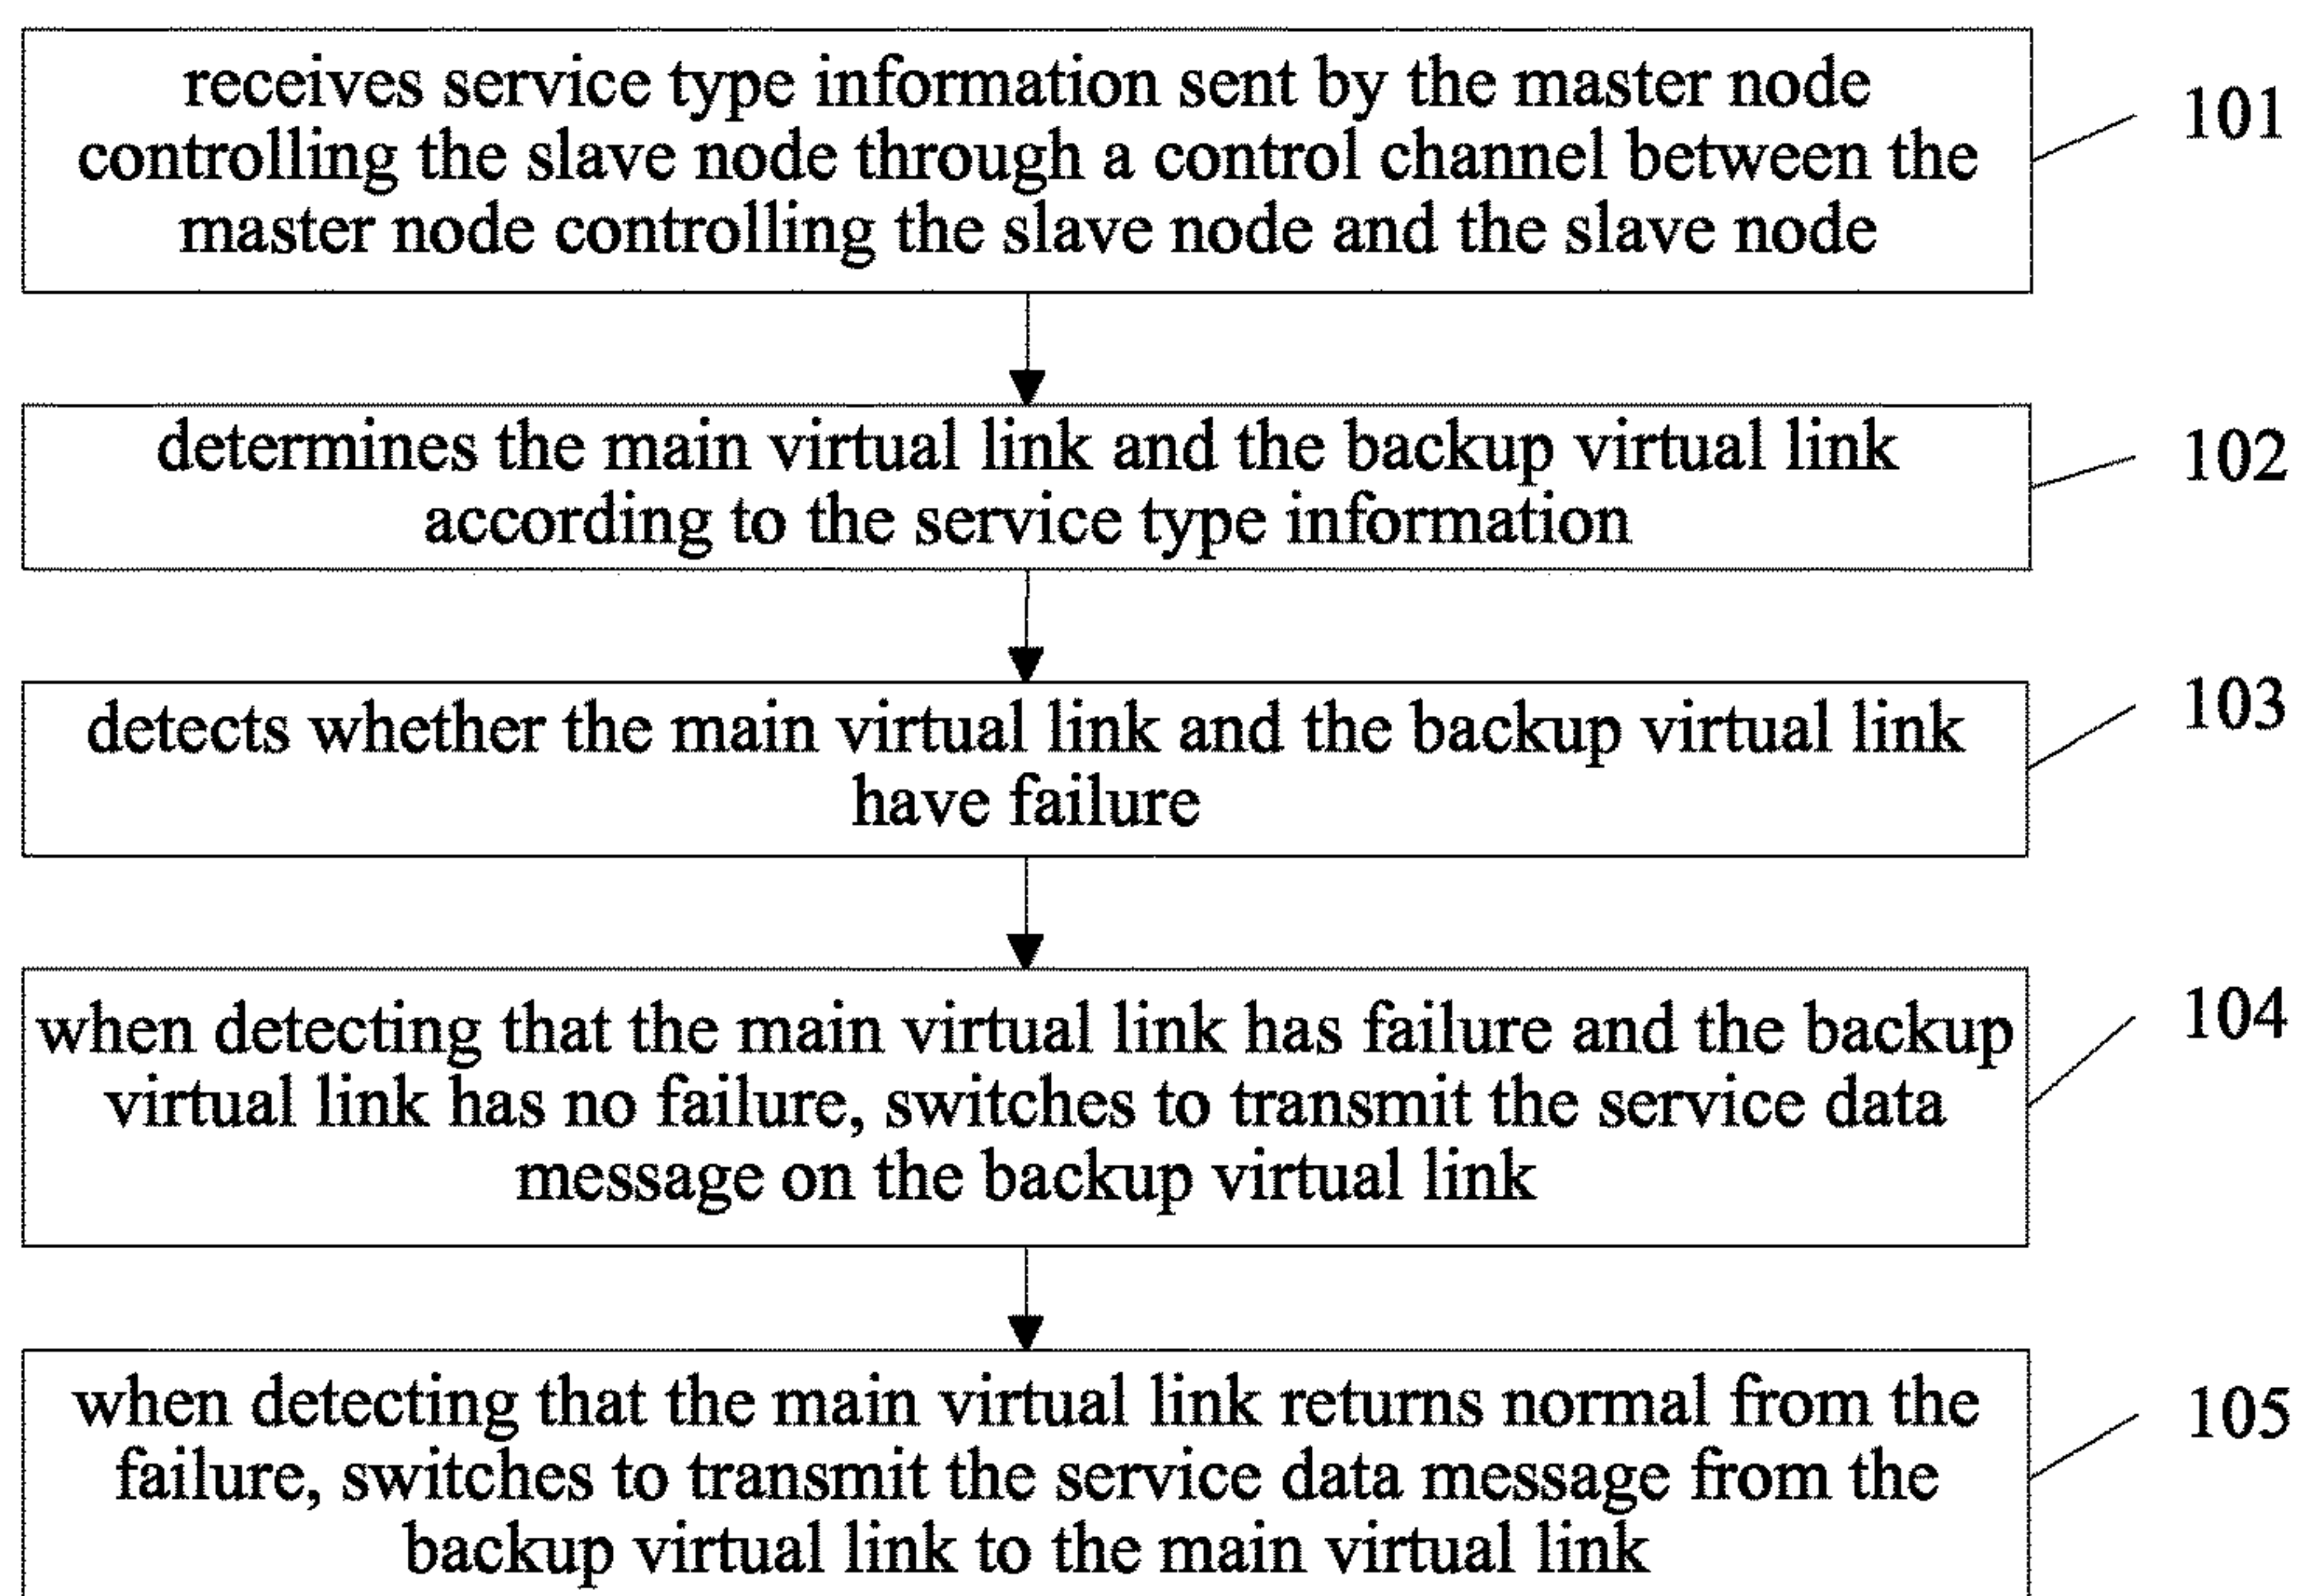 receives service type information sent by the master node
controlling the slave node through a control channel between the
master node controlling the slave node and the slave node
101
determines the main virtual link and the backup virtual link
according to the service type information
102
detects whether the main virtual link and the backup virtual link
have failure
103
when detecting that the main virtual link has failure and the backup
virtual link has no failure, switches to transmit the service data
message on the backup virtual link
104
when detecting that the main virtual link returns normal from the
failure, switches to transmit the service data message from the
backup virtual link to the main virtual link
105